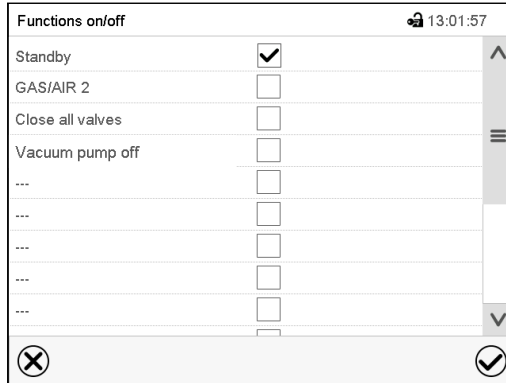 Functions on/off 13:01:57
Standby
GAS/AIR 2
Close all valves
Vacuum pump off
---
---
---
---
---